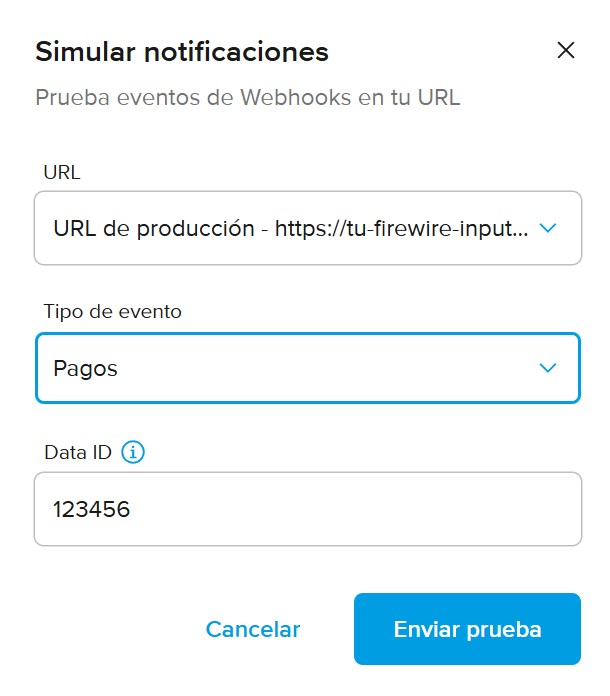 Simular notificaciones
Prueba eventos de Webhooks en tu URL
URL
URL de producción - https://tu-firewire-input...
Tipo de evento
Pagos
Data ID
123456
Cancelar
Enviar prueba